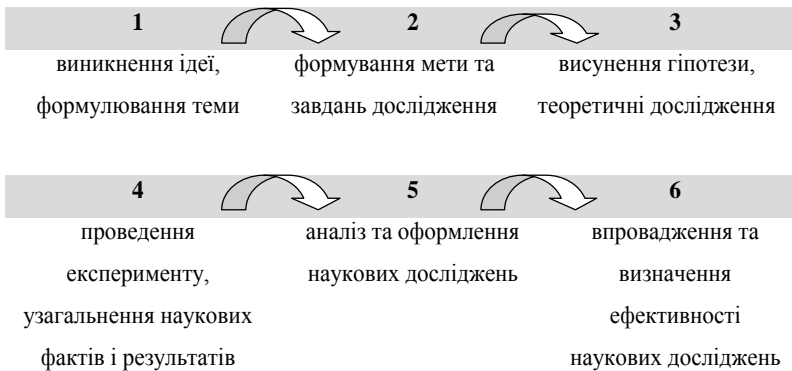 1 2 3
виникнення ідеї,
формулювання теми
формування мети та
завдань дослідження
висунення гіпотези,
теоретичні дослідження
4 5 6
проведення
експерименту,
узагальнення наукових
фактів і результатів
аналіз та оформлення
наукових досліджень
впровадження та
визначення
ефективності
наукових досліджень